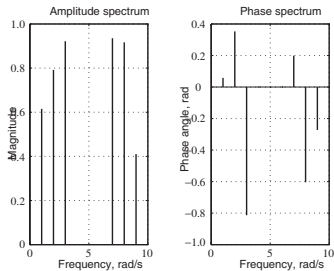 Amplitude spectrum
1.0
0.8
0.6
0.4
0.2
0
Magnitude
0 5 10
Frequency, rad/s
Phase spectrum
0.4
0.2
0
−0.2
−0.4
−0.6
−0.8
−1.0
Phase angle, rad
0 5 10
Frequency, rad/s